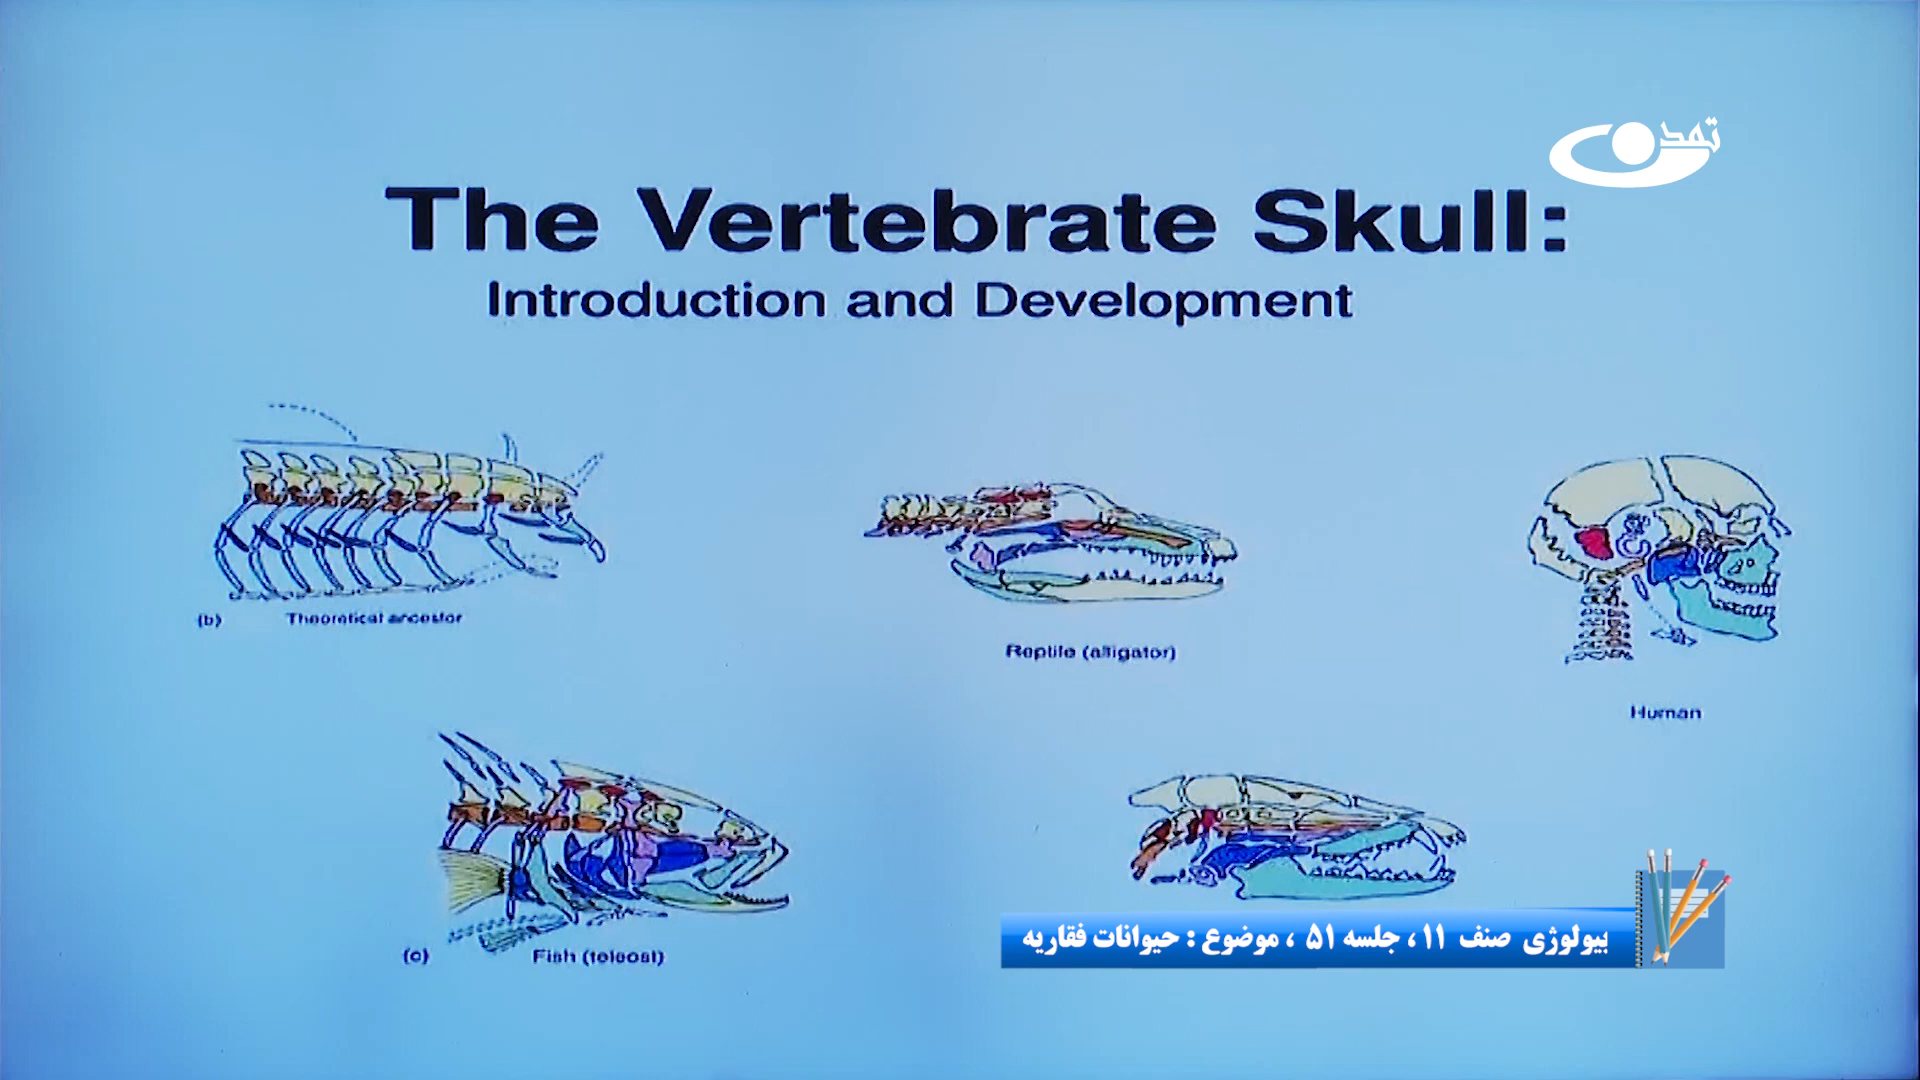 تمدن
The Vertebrate Skull:
Introduction and Development
(b) Theoretical ancestor
Reptile (alligator)
Human
(c) Fish (teleost)
بیولوژی صنف ۱۱، جلسه ۵۱ ، موضوع : حیوانات فقاریه